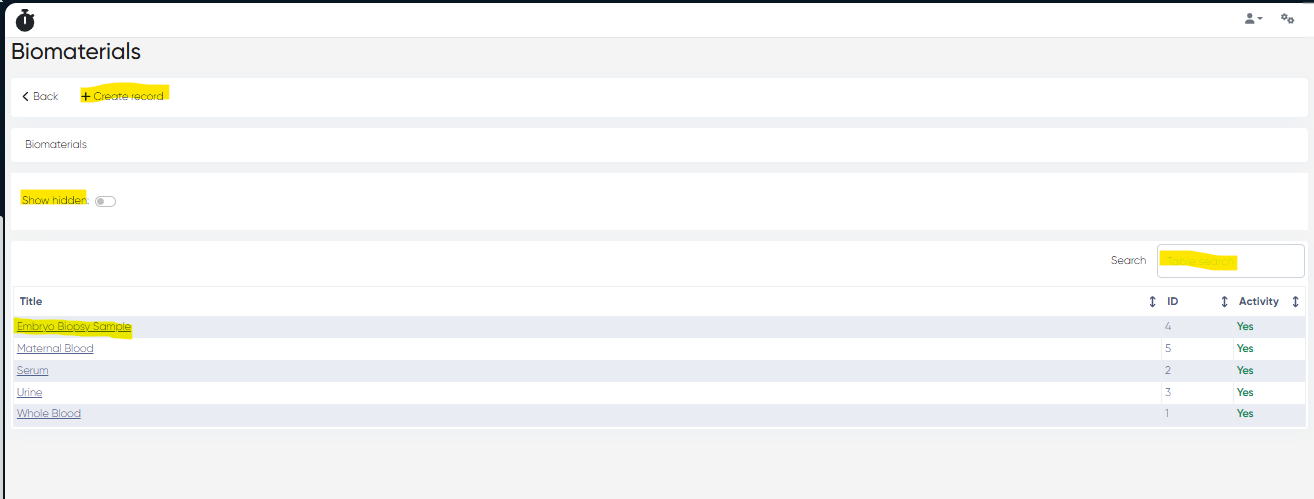 Biomaterials
Back + Create record
Biomaterials
Show hidden:
Search Table search
Title ID Activity
Embryo Biopsy Sample 4 Yes
Maternal Blood 5 Yes
Serum 2 Yes
Urine 3 Yes
Whole Blood 1 Yes